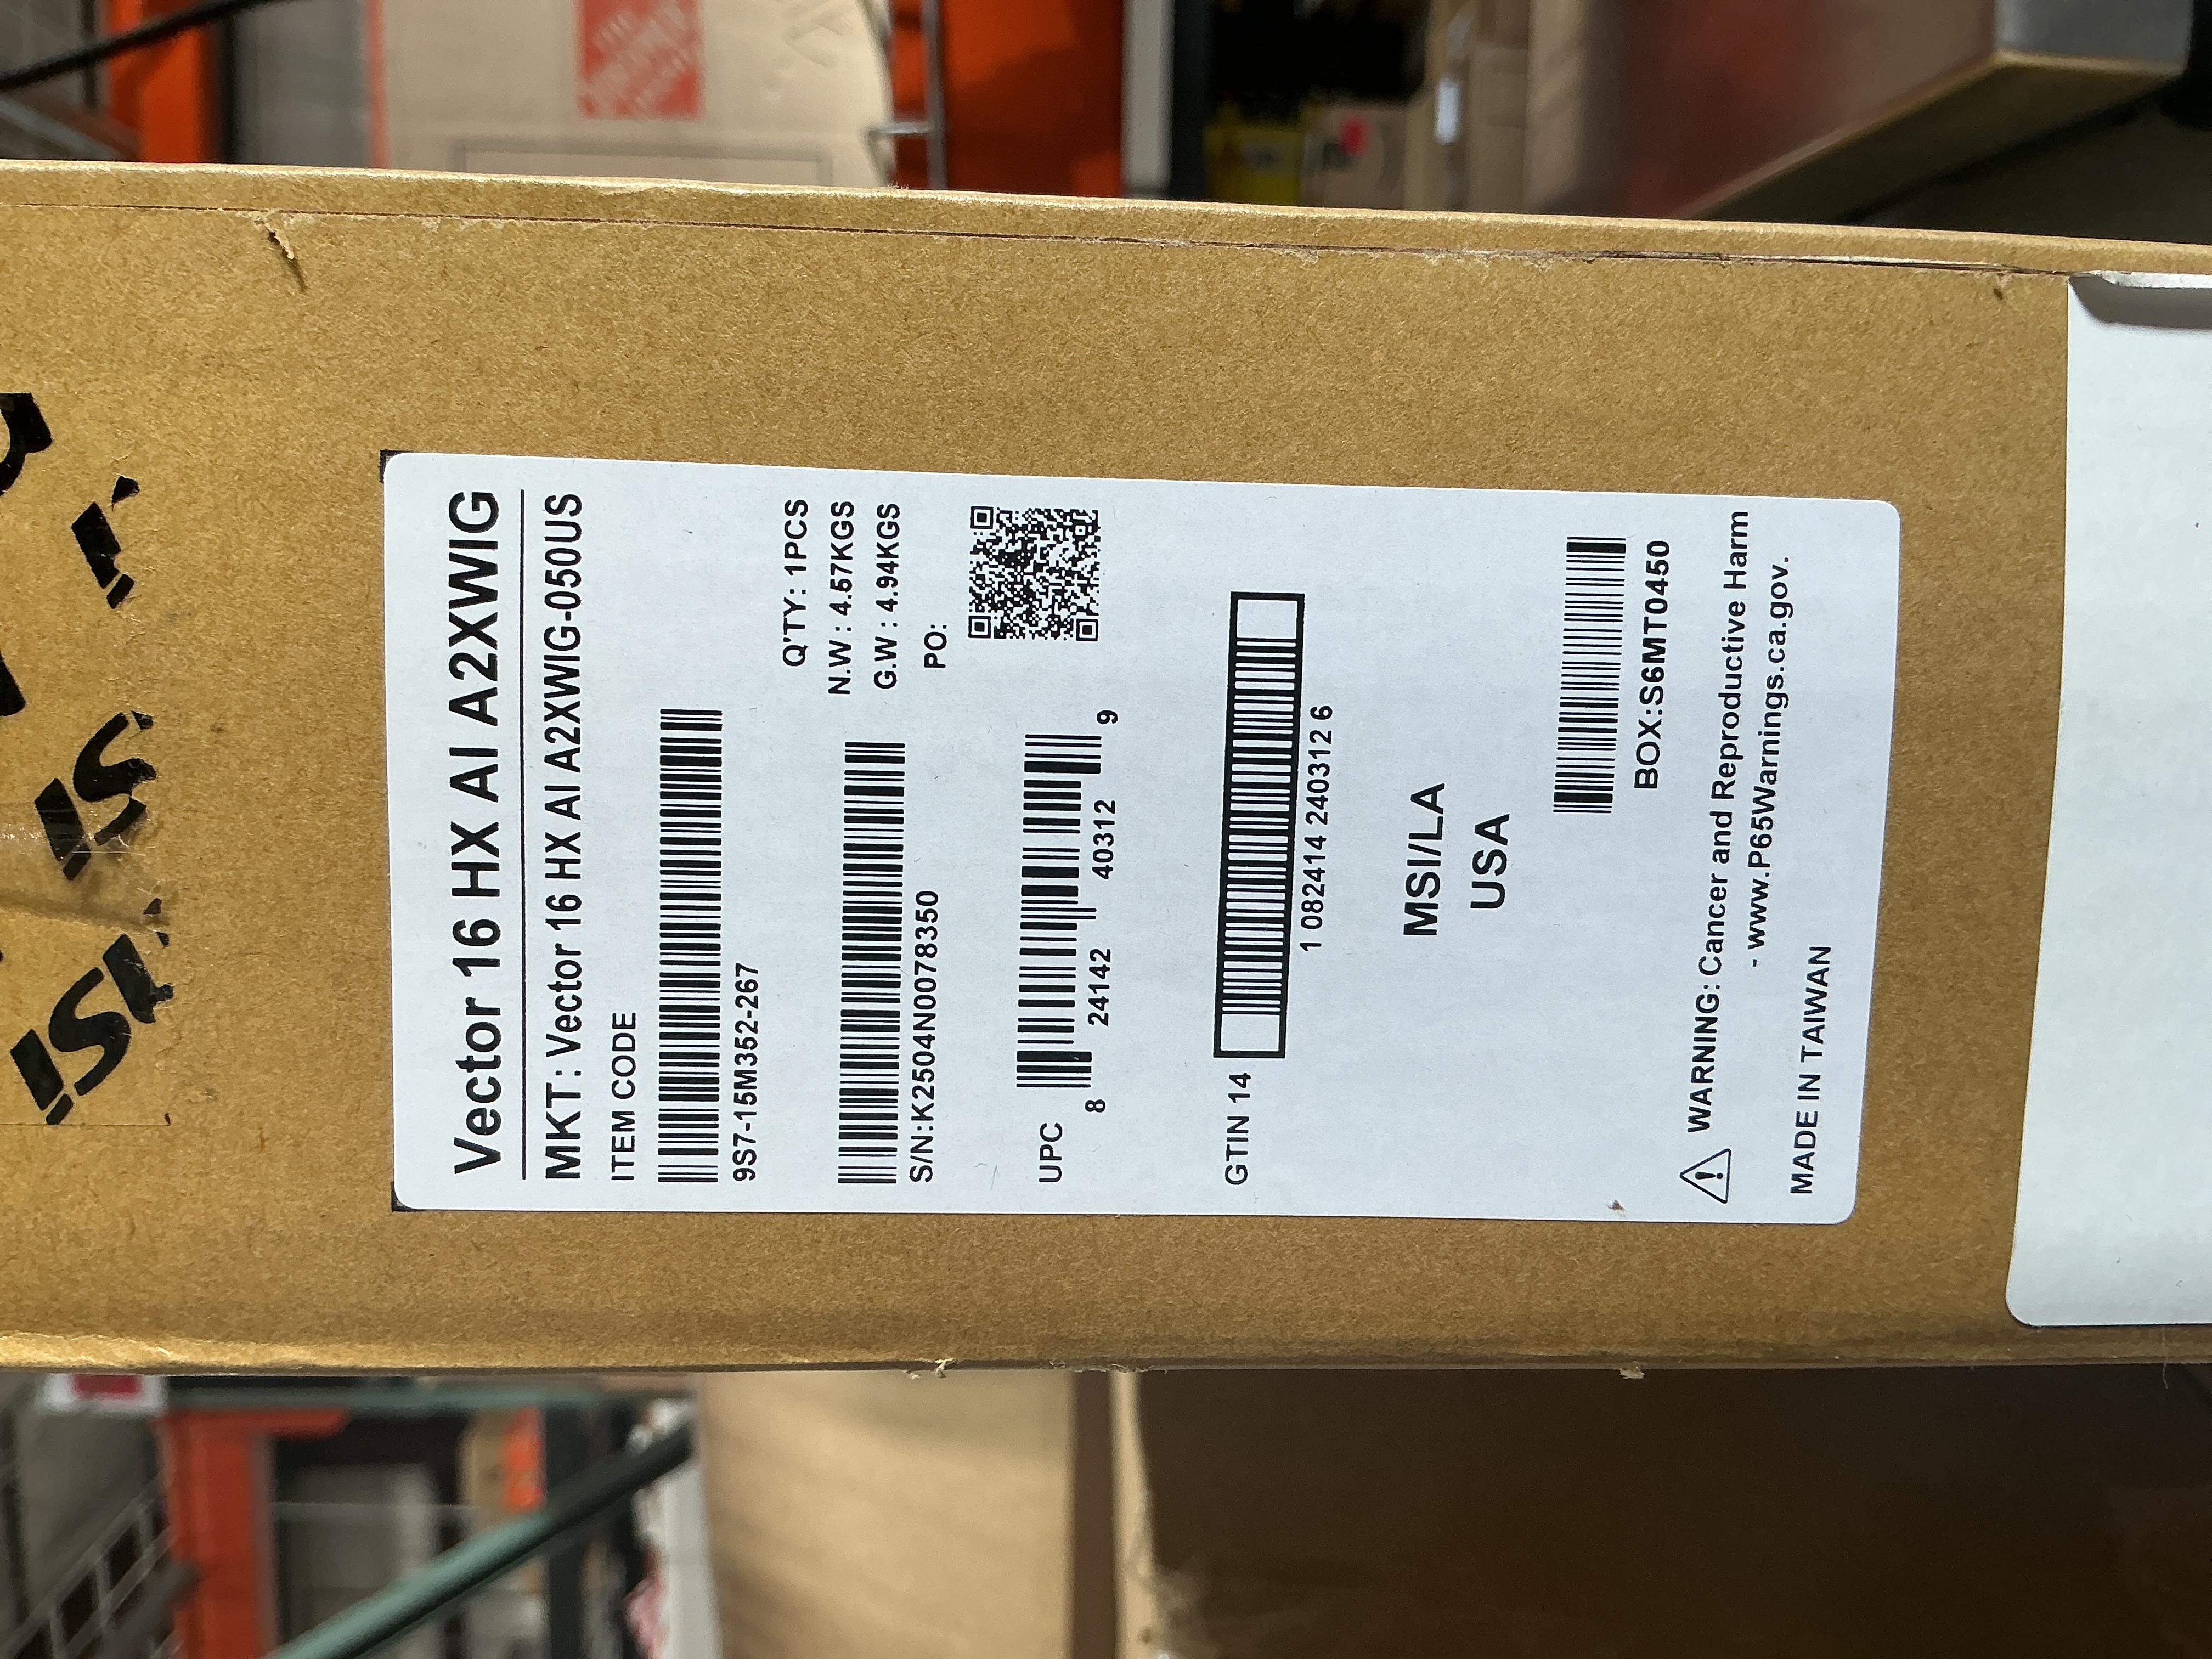 Vector 16 HX AI A2XWIG
MKT: Vector 16 HX AI A2XWIG-050US
ITEM CODE
9S7-15M352-267
Q'TY: 1PCS
N.W : 4.57KGS
G.W : 4.94KGS
PO:
S/N:K2504N0078350
UPC
8 24142 40312 9
GTIN 14
1 082414 240312 6
MSI/LA
USA
BOX:S6MT0450
WARNING: Cancer and Reproductive Harm
- www.P65Warnings.ca.gov.
MADE IN TAIWAN